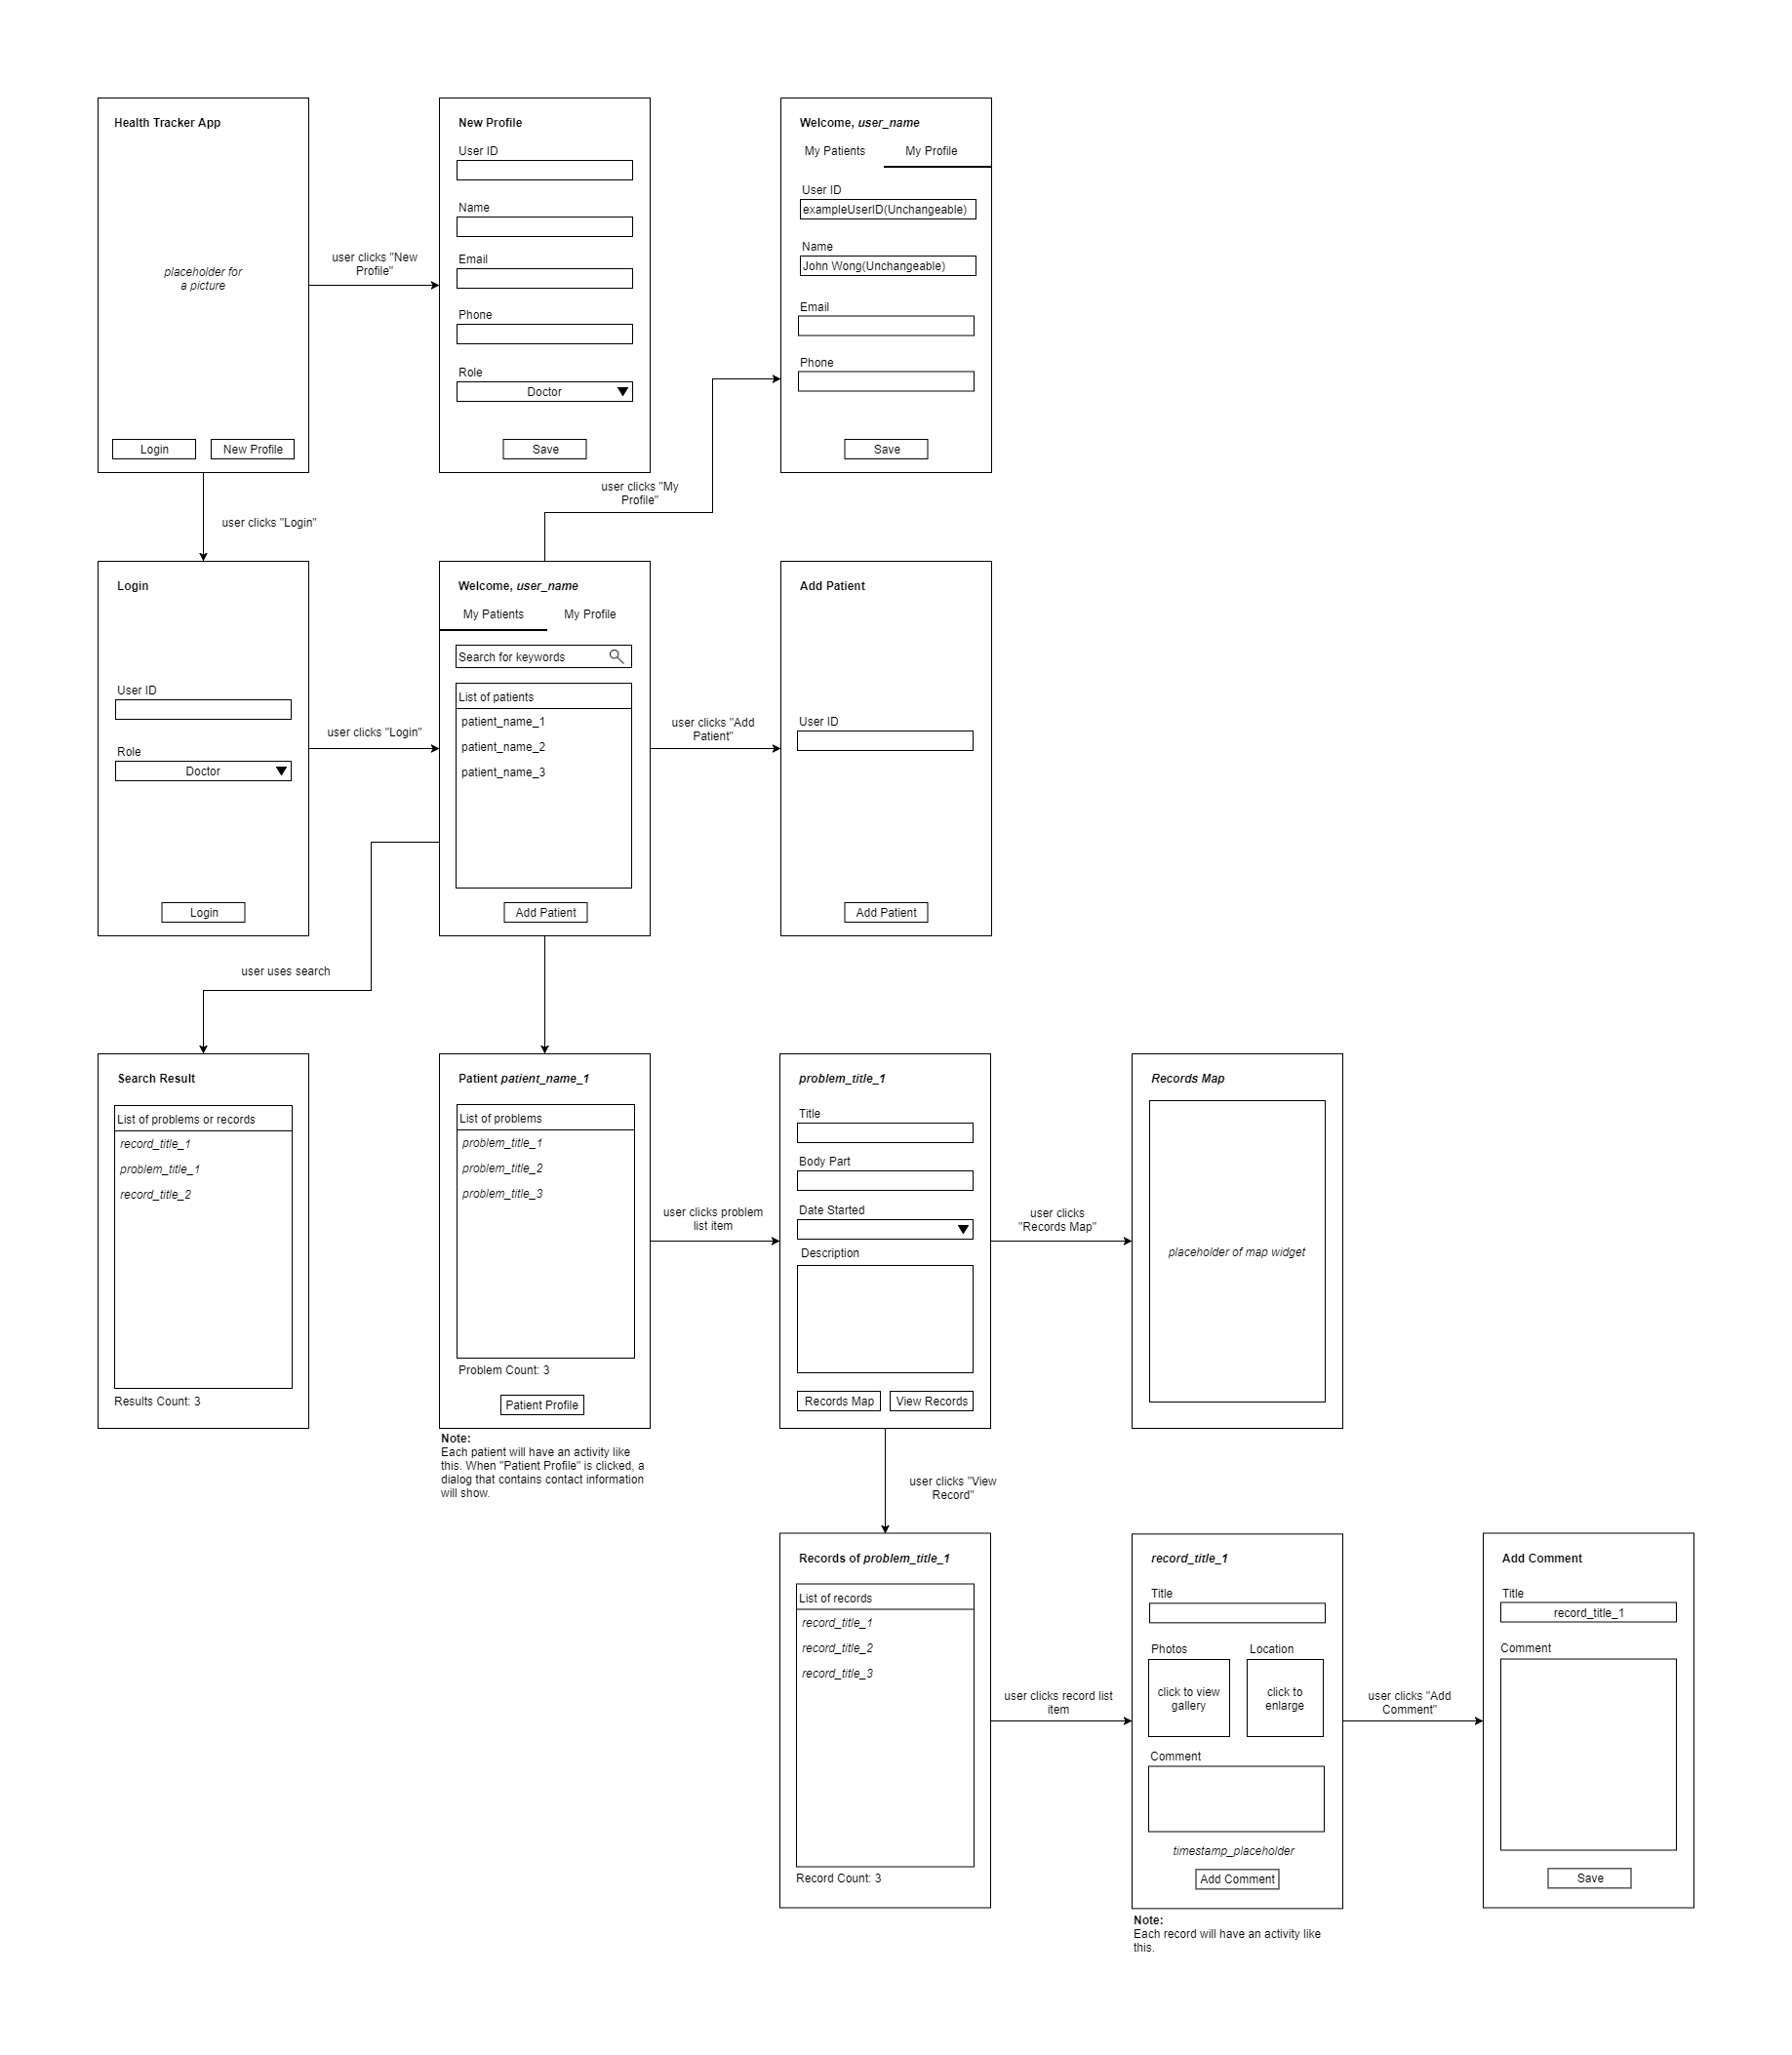 Health Tracker App
placeholder for
a picture
Login
New Profile
user clicks "New
Profile"
New Profile
User ID
Name
Email
Phone
Role
Doctor
Save
Welcome, user_name
My Patients
My Profile
User ID
exampleUserID(Unchangeable)
Name
John Wong(Unchangeable)
Email
Phone
Save
user clicks "My
Profile"
user clicks "Login"
Login
User ID
Role
Doctor
Login
user clicks "Login"
Welcome, user_name
My Patients
My Profile
Search for keywords
List of patients
patient_name_1
patient_name_2
patient_name_3
Add Patient
user clicks "Add
Patient"
Add Patient
User ID
Add Patient
user uses search
Search Result
List of problems or records
record_title_1
problem_title_1
record_title_2
Results Count: 3
Patient patient_name_1
List of problems
problem_title_1
problem_title_2
problem_title_3
Problem Count: 3
Patient Profile
Note:
Each patient will have an activity like
this. When "Patient Profile" is clicked, a
dialog that contains contact information
will show.
user clicks problem
list item
problem_title_1
Title
Body Part
Date Started
Description
Records Map
View Records
user clicks
"Records Map"
Records Map
placeholder of map widget
user clicks "View
Record"
Records of problem_title_1
List of records
record_title_1
record_title_2
record_title_3
Record Count: 3
user clicks record list
item
record_title_1
Title
Photos
Location
click to view
gallery
click to
enlarge
Comment
timestamp_placeholder
Add Comment
Note:
Each record will have an activity like
this.
user clicks "Add
Comment"
Add Comment
Title
record_title_1
Comment
Save